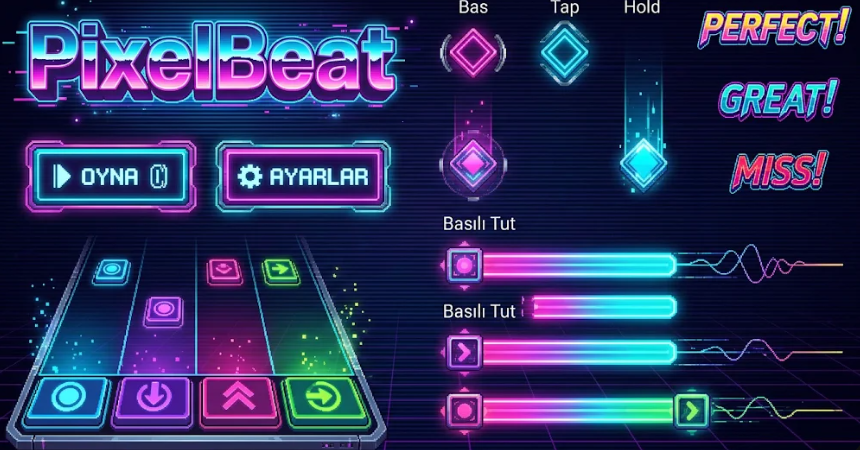 PixelBeat
OYNA
AYARLAR
Bas
Tap
Hold
PERFECT!
GREAT!
MISS!
Basılı Tut
Basılı Tut